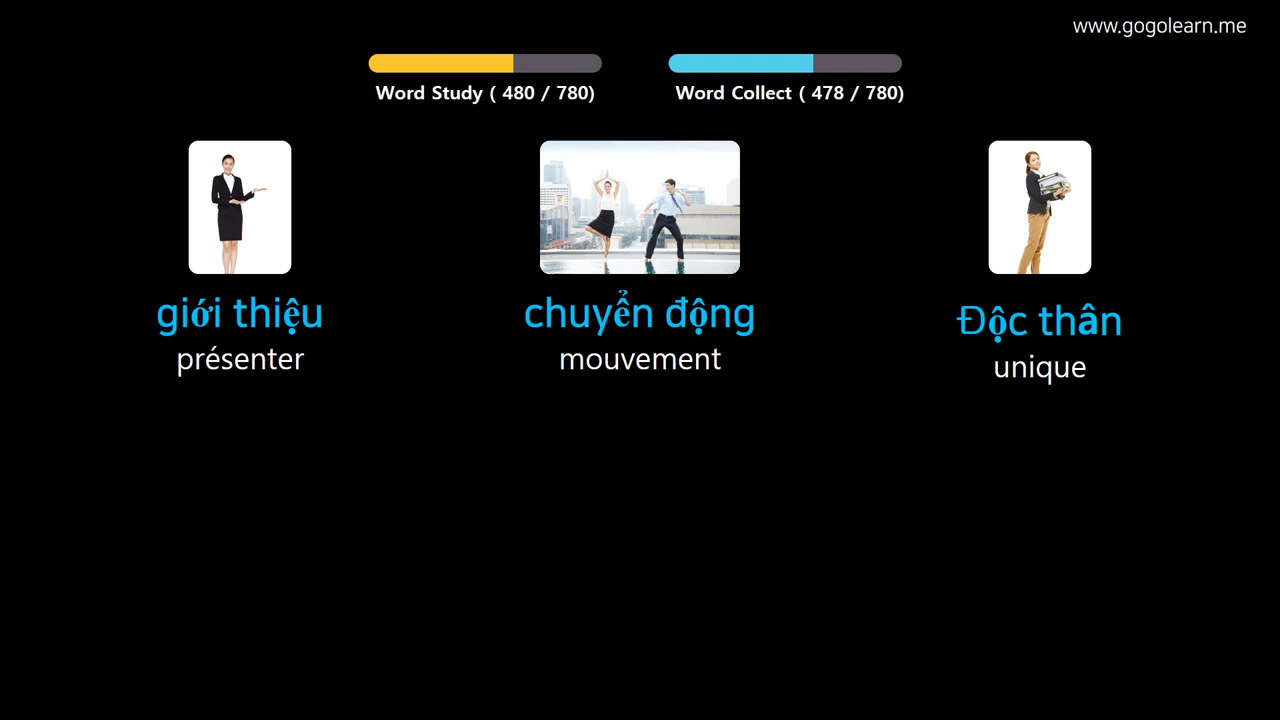 www.gogolearn.me
Word Study ( 480 / 780)
Word Collect ( 478 / 780)
giới thiệu
présenter
chuyển động
mouvement
Độc thân
unique